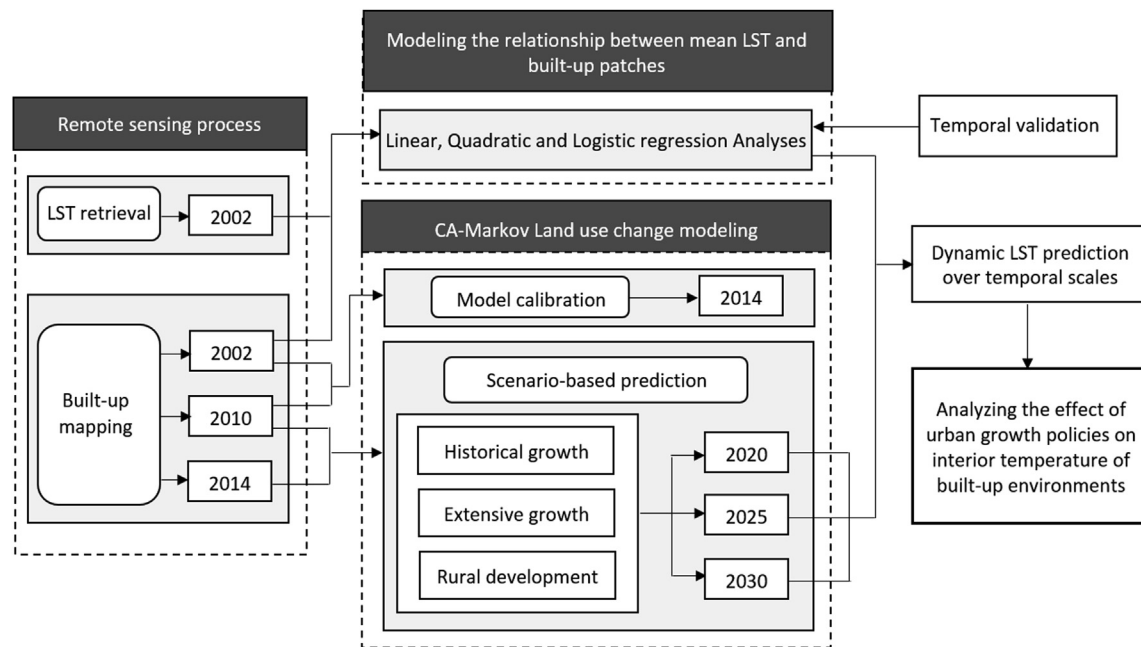 Remote sensing process
LST retrieval
2002
Built-up
mapping
2002
2010
2014
Modeling the relationship between mean LST and
built-up patches
Linear, Quadratic and Logistic regression Analyses
Temporal validation
CA-Markov Land use change modeling
Model calibration
2014
Scenario-based prediction
Historical growth
Extensive growth
Rural development
2020
2025
2030
Dynamic LST prediction
over temporal scales
Analyzing the effect of
urban growth policies on
interior temperature of
built-up environments